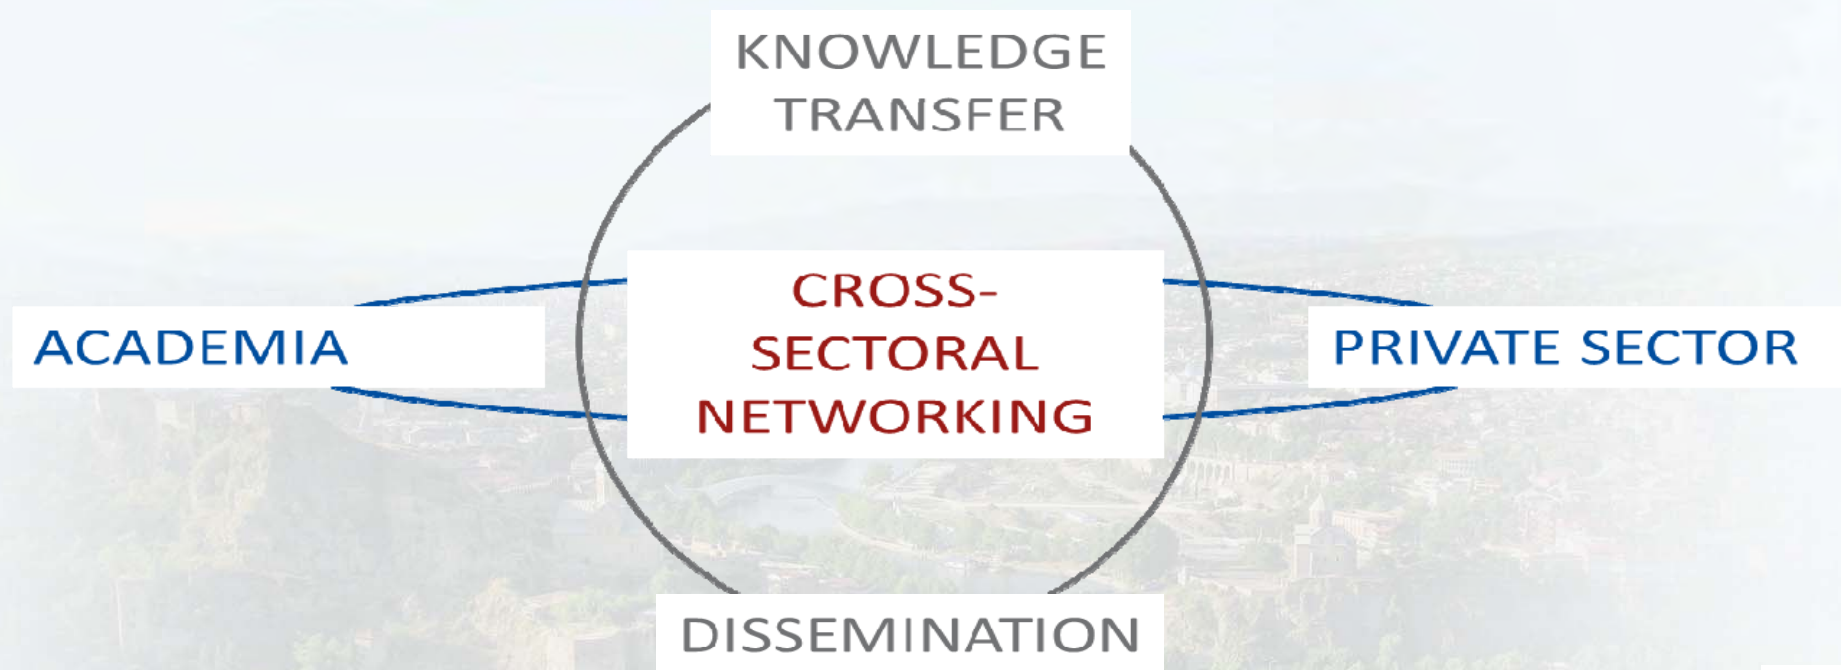 KNOWLEDGE
TRANSFER
CROSS-
SECTORAL
NETWORKING
ACADEMIA
PRIVATE SECTOR
DISSEMINATION